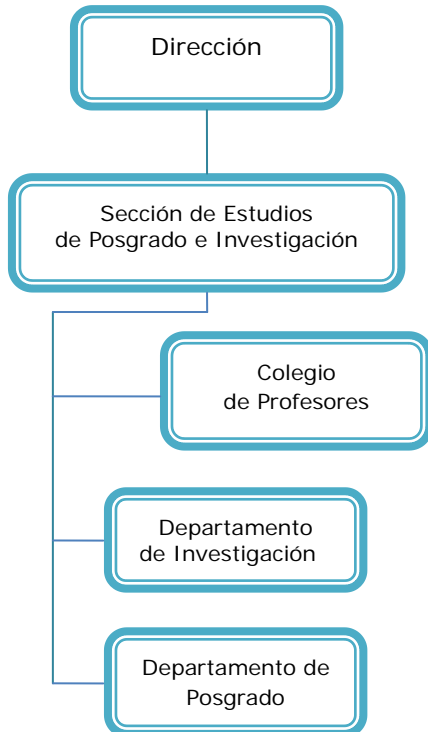 Dirección
Sección de Estudios
de Posgrado e Investigación
Colegio
de Profesores
Departamento
de Investigación
Departamento de
Posgrado